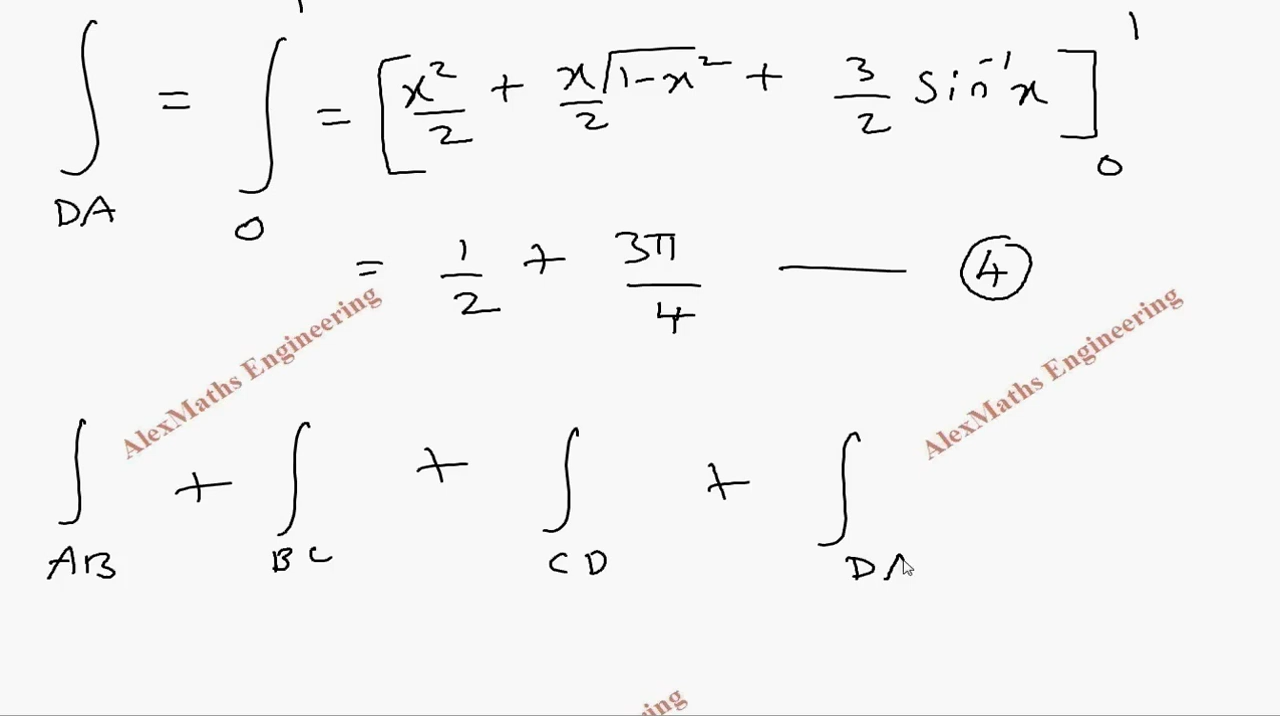 ∫_DA = ∫_0^1 = [x²/2 + x/2 √1-x² + 3/2 Sin⁻¹x]_0^1
= 1/2 + 3π/4 —— ④
AlexMaths Engineering
AlexMaths Engineering
∫_AB + ∫_BC + ∫_CD + ∫_DA
ring